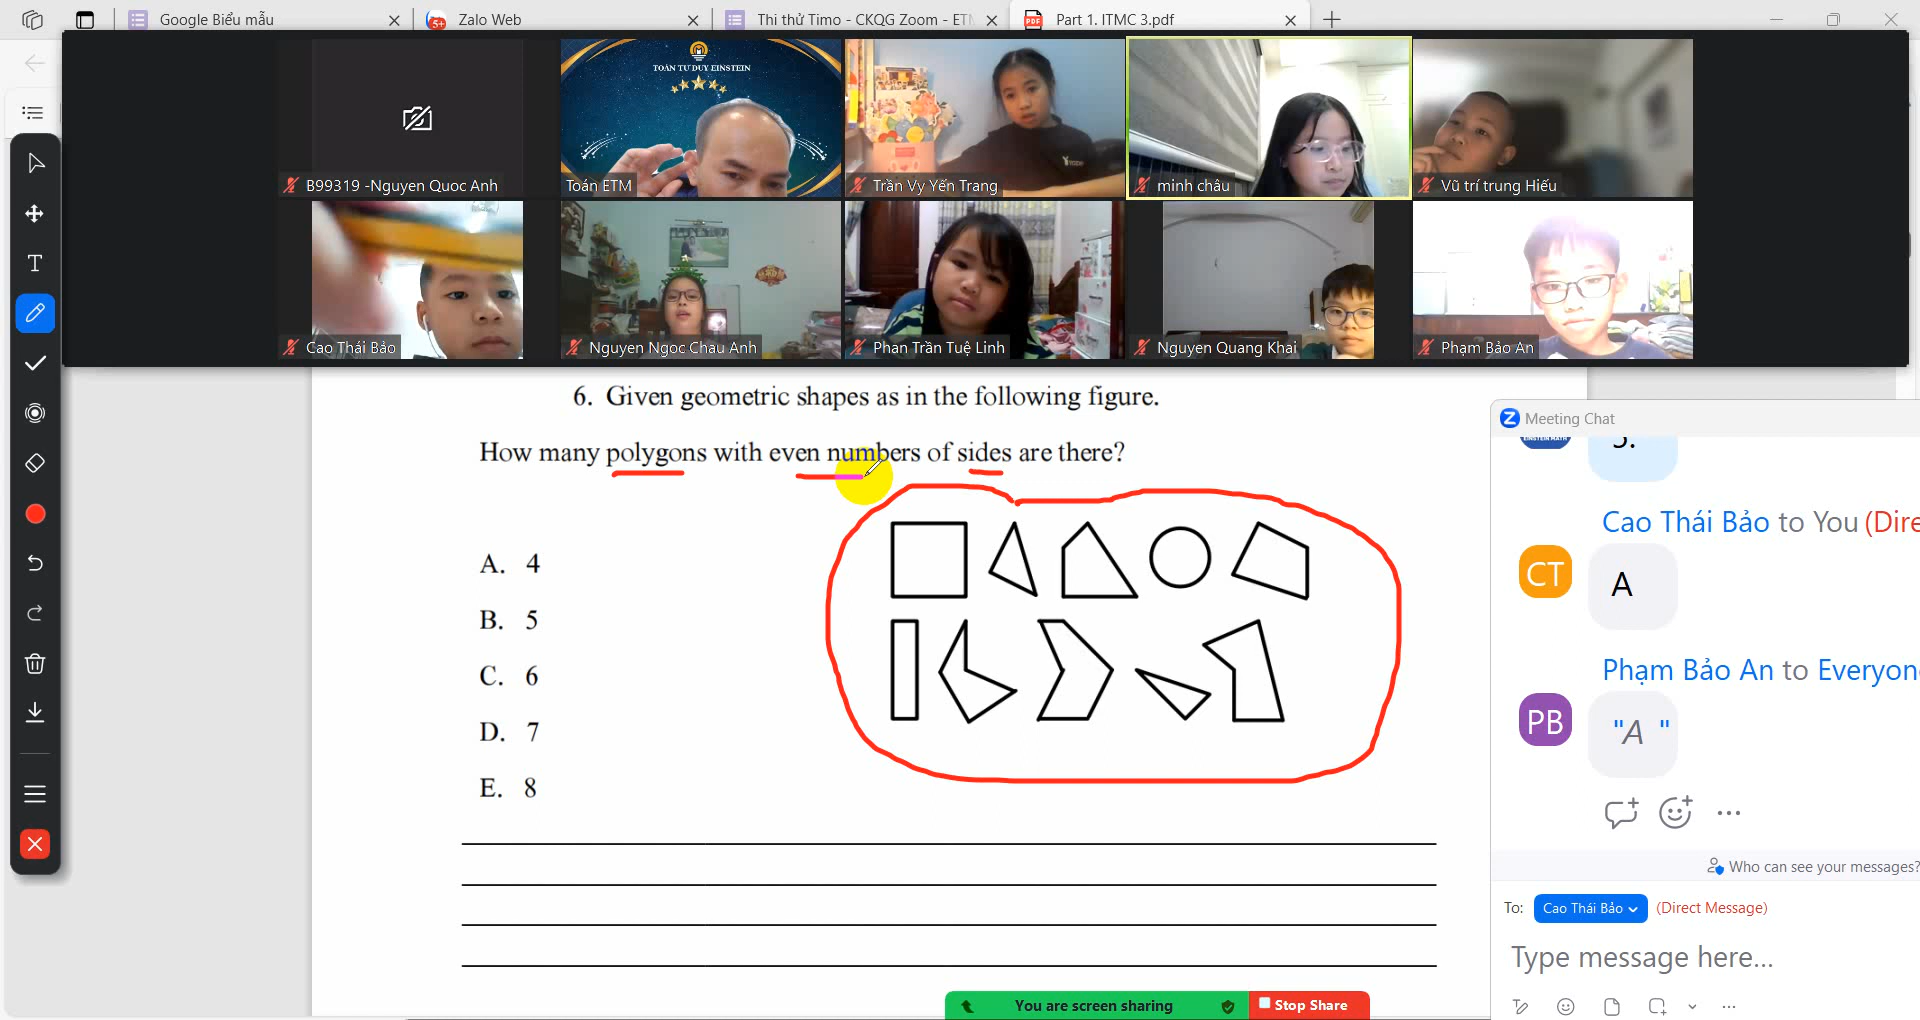 Google Biểu mẫu
5+
Zalo Web
Thi thử Timo - CKQG Zoom - ETM
PDF
Part 1. ITMC 3.pdf
TOÁN TƯ DUY EINSTEIN
B99319 -Nguyen Quoc Anh
Toán ETM
Trần Vy Yến Trang
minh châu
Vũ trí trung Hiếu
Cao Thái Bảo
Nguyen Ngoc Chau Anh
Phan Trần Tuệ Linh
Nguyen Quang Khai
Phạm Bảo An
T
6. Given geometric shapes as in the following figure.
How many polygons with even numbers of sides are there?
A. 4
B. 5
C. 6
D. 7
E. 8
Meeting Chat
Cao Thái Bảo to You (Dire
CT
A
Phạm Bảo An to Everyon
PB
"A "
Who can see your messages?
To: Cao Thái Bảo (Direct Message)
Type message here...
You are screen sharing
Stop Share